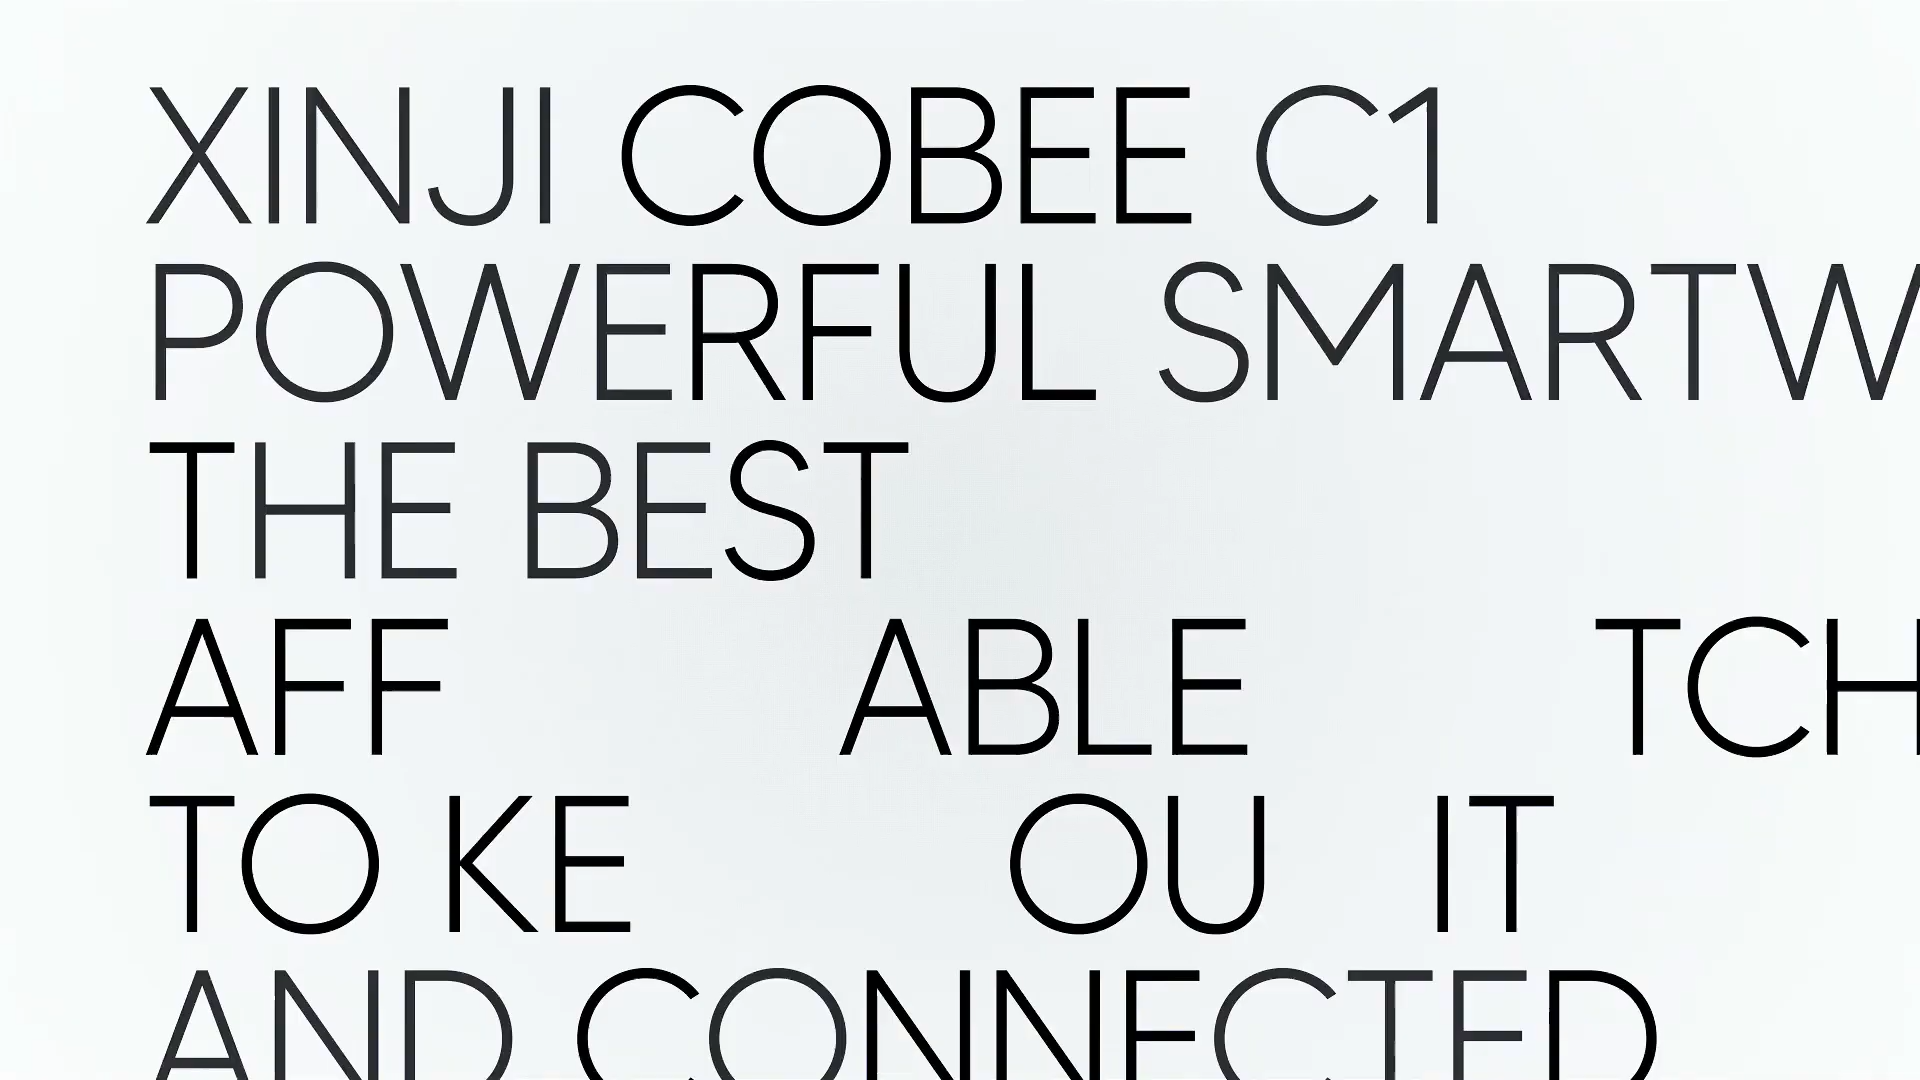 XINJI COBEE C1
POWERFUL SMARTW
THE BEST
AFF ABLE TCH
TO KE OU IT
AND CONNECTED